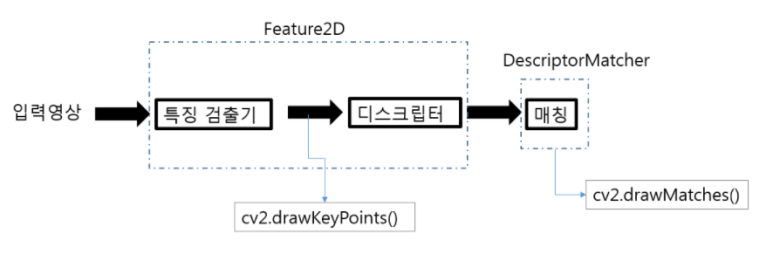 Feature2D
DescriptorMatcher
입력영상
특징 검출기
디스크립터
매칭
cv2.drawMatches()
cv2.drawKeyPoints()